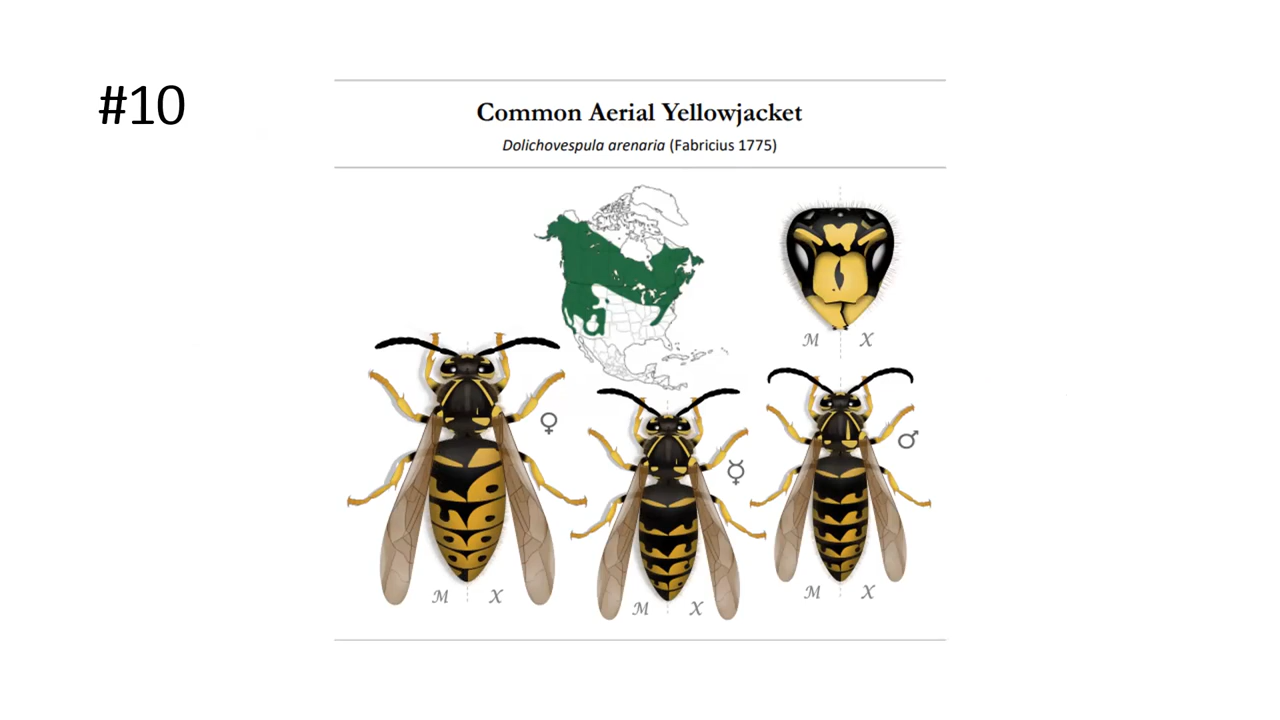 #10
Common Aerial Yellowjacket
Dolichovespula arenaria (Fabricius 1775)
M X
♀
♂
☿
M X
M X
M X